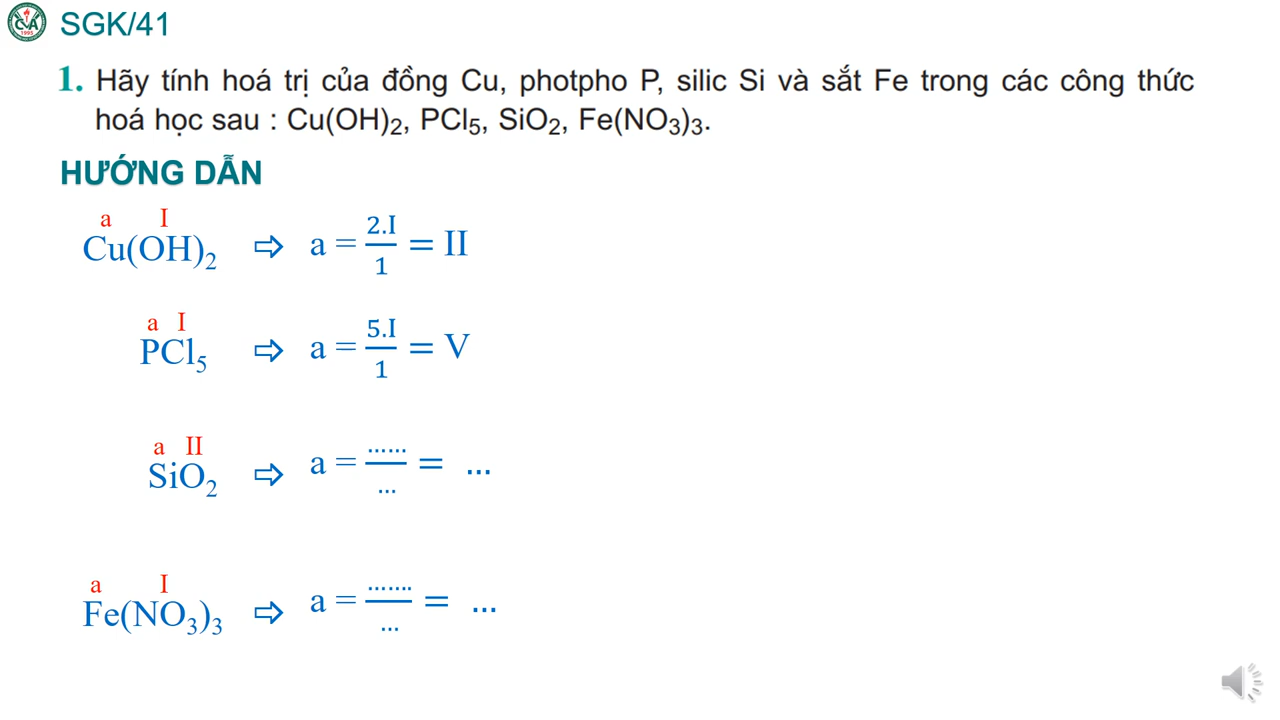 CVA
1995
SGK/41
1. Hãy tính hoá trị của đồng Cu, photpho P, silic Si và sắt Fe trong các công thức
hoá học sau : Cu(OH)₂, PCl₅, SiO₂, Fe(NO₃)₃.
HƯỚNG DẪN
a I
Cu(OH)₂ ⇨ a = 2.I/1 = II
a I
PCl₅ ⇨ a = 5.I/1 = V
a II
SiO₂ ⇨ a = ……/… = …
a I
Fe(NO₃)₃ ⇨ a = ……./… = …